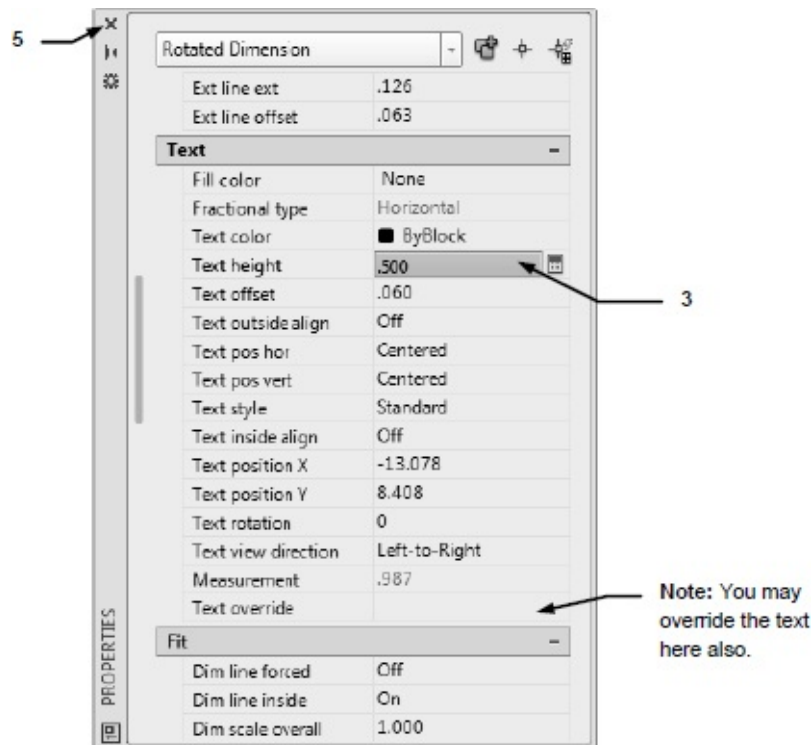 5
Rotated Dimension
Ext line ext .126
Ext line offset .063
Text
Fill color None
Fractional type Horizontal
Text color ByBlock
Text height .500
3
Text offset .060
Text outside align Off
Text pos hor Centered
Text pos vert Centered
Text style Standard
Text inside align Off
Text position X -13.078
Text position Y 8.408
Text rotation 0
Text view direction Left-to-Right
Measurement .987
Text override
Note: You may
override the text
here also.
Fit
Dim line forced Off
Dim line inside On
Dim scale overall 1.000
PROPERTIES